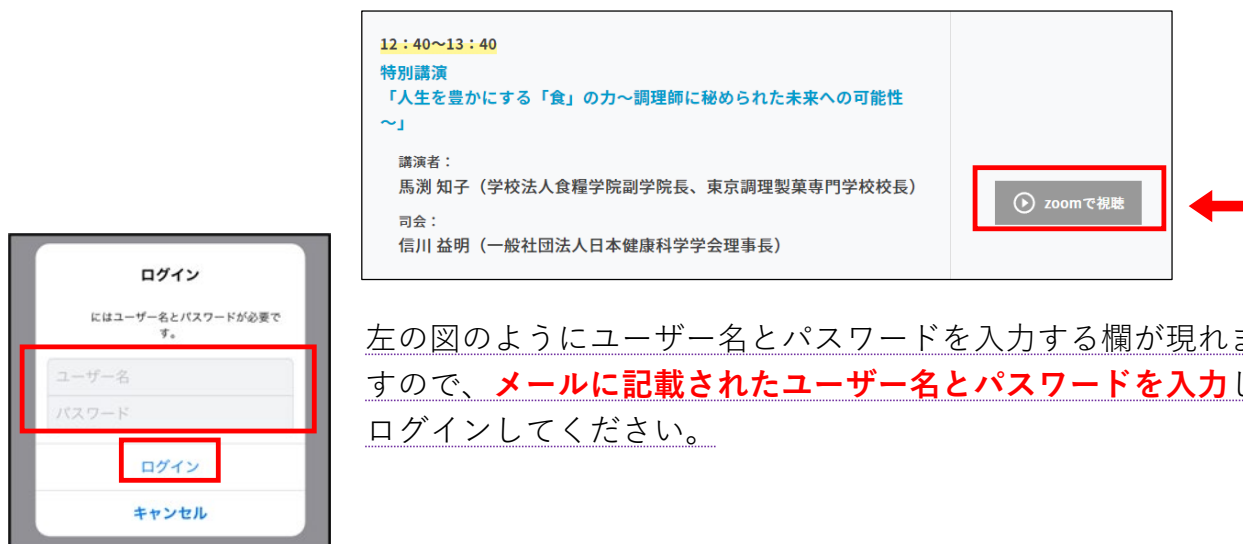 12：40～13：40
特別講演
「人生を豊かにする「食」の力～調理師に秘められた未来への可能性
～」
講演者：
馬渕 知子（学校法人食糧学院副学院長、東京調理製菓専門学校校長）
司会：
信川 益明（一般社団法人日本健康科学学会理事長）
zoomで視聴
ログイン
にはユーザー名とパスワードが必要で
す。
ユーザー名
パスワード
ログイン
キャンセル
左の図のようにユーザー名とパスワードを入力する欄が現れま
すので、メールに記載されたユーザー名とパスワードを入力し
ログインしてください。